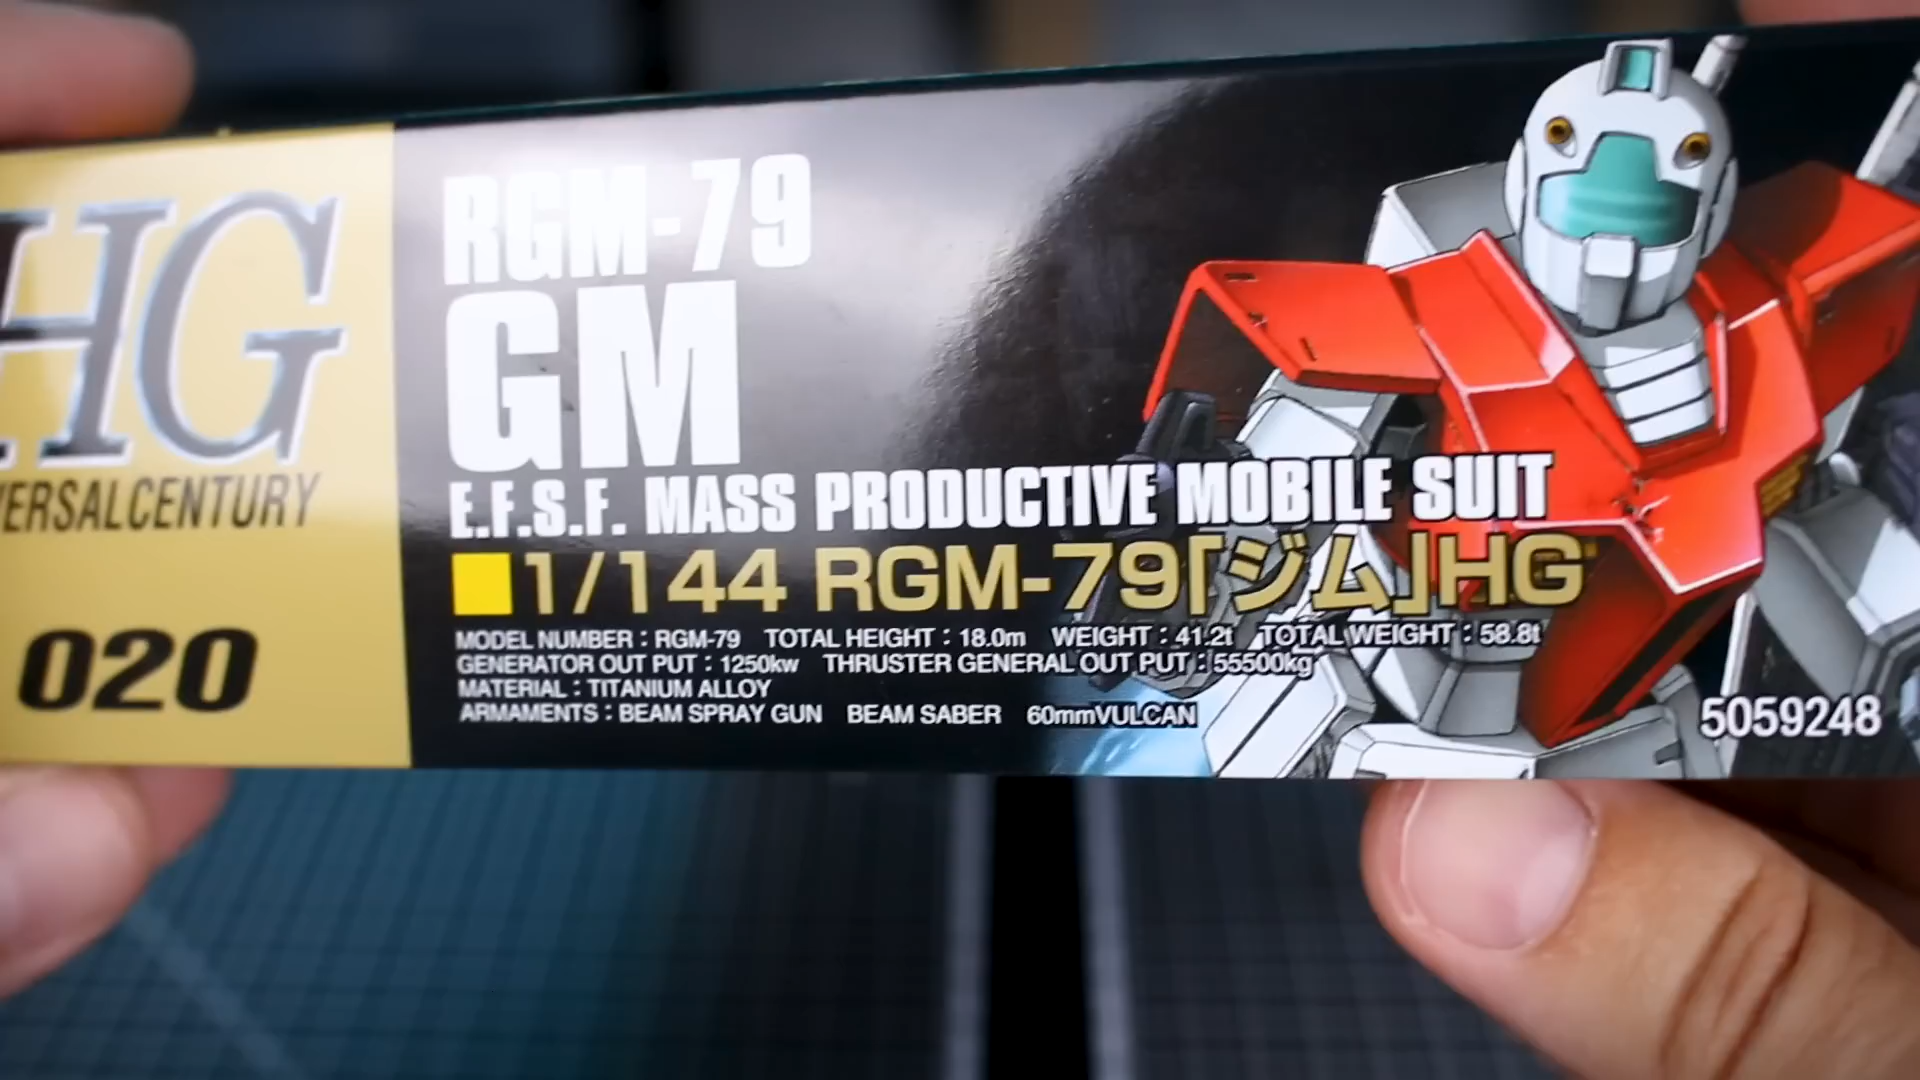 HG
VERSAL CENTURY
020
RGM-79
GM
E.F.S.F. MASS PRODUCTIVE MOBILE SUIT
1/144 RGM-79「ジム」HG
MODEL NUMBER : RGM-79 TOTAL HEIGHT : 18.0m WEIGHT : 41.2t TOTAL WEIGHT : 58.8t
GENERATOR OUT PUT : 1250kw THRUSTER GENERAL OUT PUT : 55500kg
MATERIAL : TITANIUM ALLOY
ARMAMENTS : BEAM SPRAY GUN BEAM SABER 60mmVULCAN
5059248